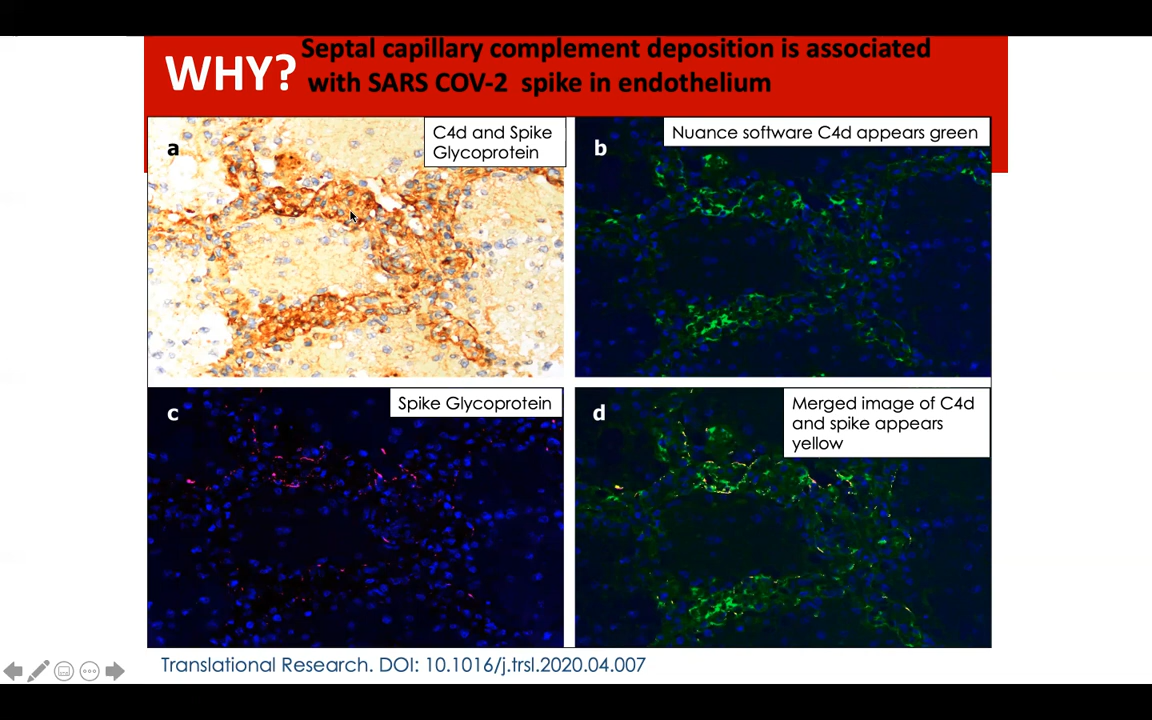 WHY?
Septal capillary complement deposition is associated
with SARS COV-2 spike in endothelium
a
C4d and Spike
Glycoprotein
b
Nuance software C4d appears green
c
Spike Glycoprotein
d
Merged image of C4d
and spike appears
yellow
Translational Research. DOI: 10.1016/j.trsl.2020.04.007